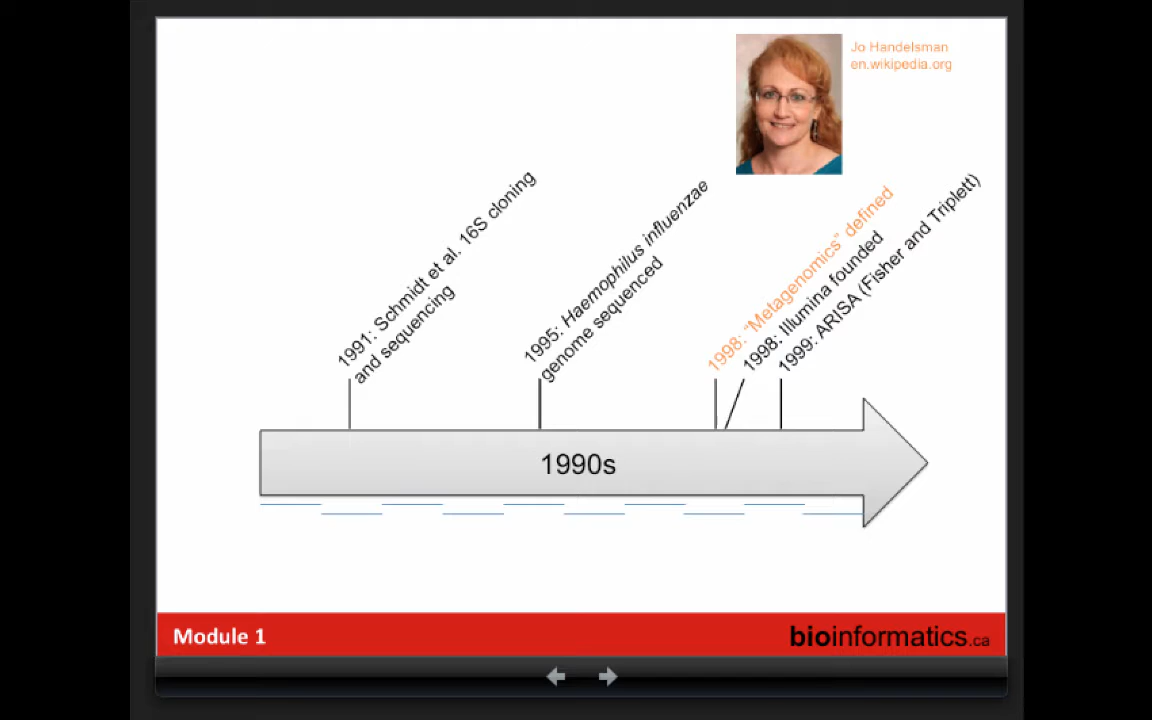 Jo Handelsman
en.wikipedia.org
1991: Schmidt et al. 16S cloning
and sequencing
1995: Haemophilus influenzae
genome sequenced
1998: "Metagenomics" defined
1998: Illumina founded
1999: ARISA (Fisher and Triplett)
1990s
Module 1
bioinformatics.ca